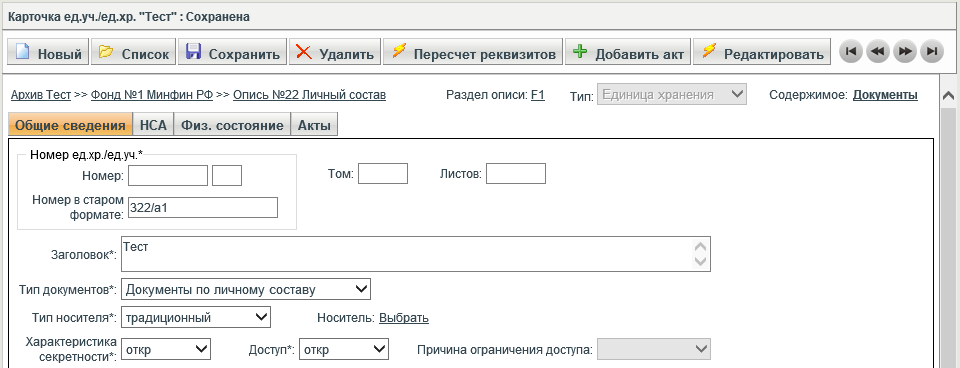 Карточка ед.уч./ед.хр. "Тест" : Сохранена
Новый Список Сохранить Удалить Пересчет реквизитов Добавить акт Редактировать
Архив Тест >> Фонд №1 Минфин РФ >> Опись №22 Личный состав Раздел описи: F1 Тип: Единица хранения Содержимое: Документы
Общие сведения НСА Физ. состояние Акты
Номер ед.хр./ед.уч.*
Номер: Том: Листов:
Номер в старом
формате: 322/а1
Заголовок*: Тест
Тип документов*: Документы по личному составу
Тип носителя*: традиционный Носитель: Выбрать
Характеристика
секретности*: откр Доступ*: откр Причина ограничения доступа: